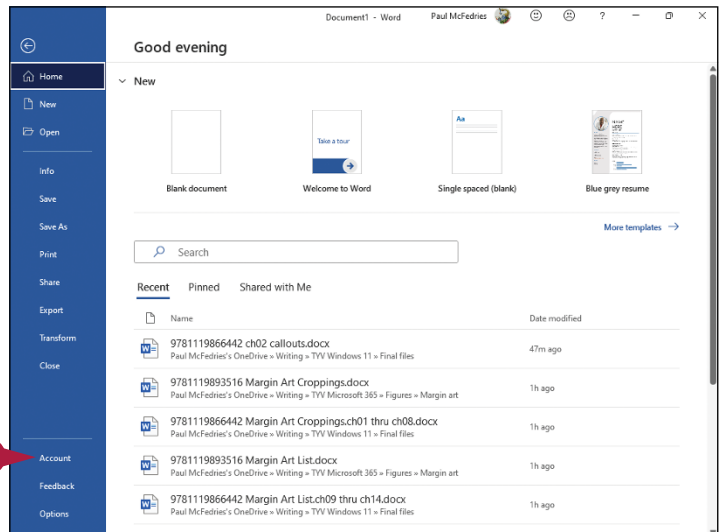 Document1 - Word Paul McFedries ?
Good evening
Home
New
Open
Info
Save
Save As
Print
Share
Export
Transform
Close
Account
Feedback
Options
New
Aa
Take a tour
Blank document Welcome to Word Single spaced (blank) Blue grey resume
More templates
Search
Recent Pinned Shared with Me
Name Date modified
9781119866442 ch02 callouts.docx
Paul McFedries's OneDrive » Writing » TYV Windows 11 » Final files
47m ago
9781119893516 Margin Art Croppings.docx
Paul McFedries's OneDrive » Writing » TYV Microsoft 365 » Figures » Margin art
1h ago
9781119866442 Margin Art Croppings.ch01 thru ch08.docx
Paul McFedries's OneDrive » Writing » TYV Windows 11 » Final files
1h ago
9781119893516 Margin Art List.docx
Paul McFedries's OneDrive » Writing » TYV Microsoft 365 » Figures » Margin art
1h ago
9781119866442 Margin Art List.ch09 thru ch14.docx
Paul McFedries's OneDrive » Writing » TYV Windows 11 » Final files
1h ago